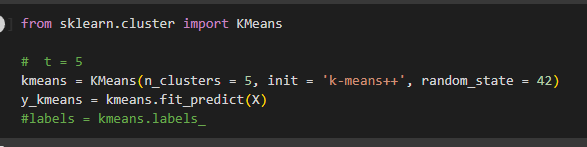 from sklearn.cluster import KMeans
#  t = 5
kmeans = KMeans(n_clusters = 5, init = 'k-means++', random_state = 42)
y_kmeans = kmeans.fit_predict(X)
#labels = kmeans.labels_